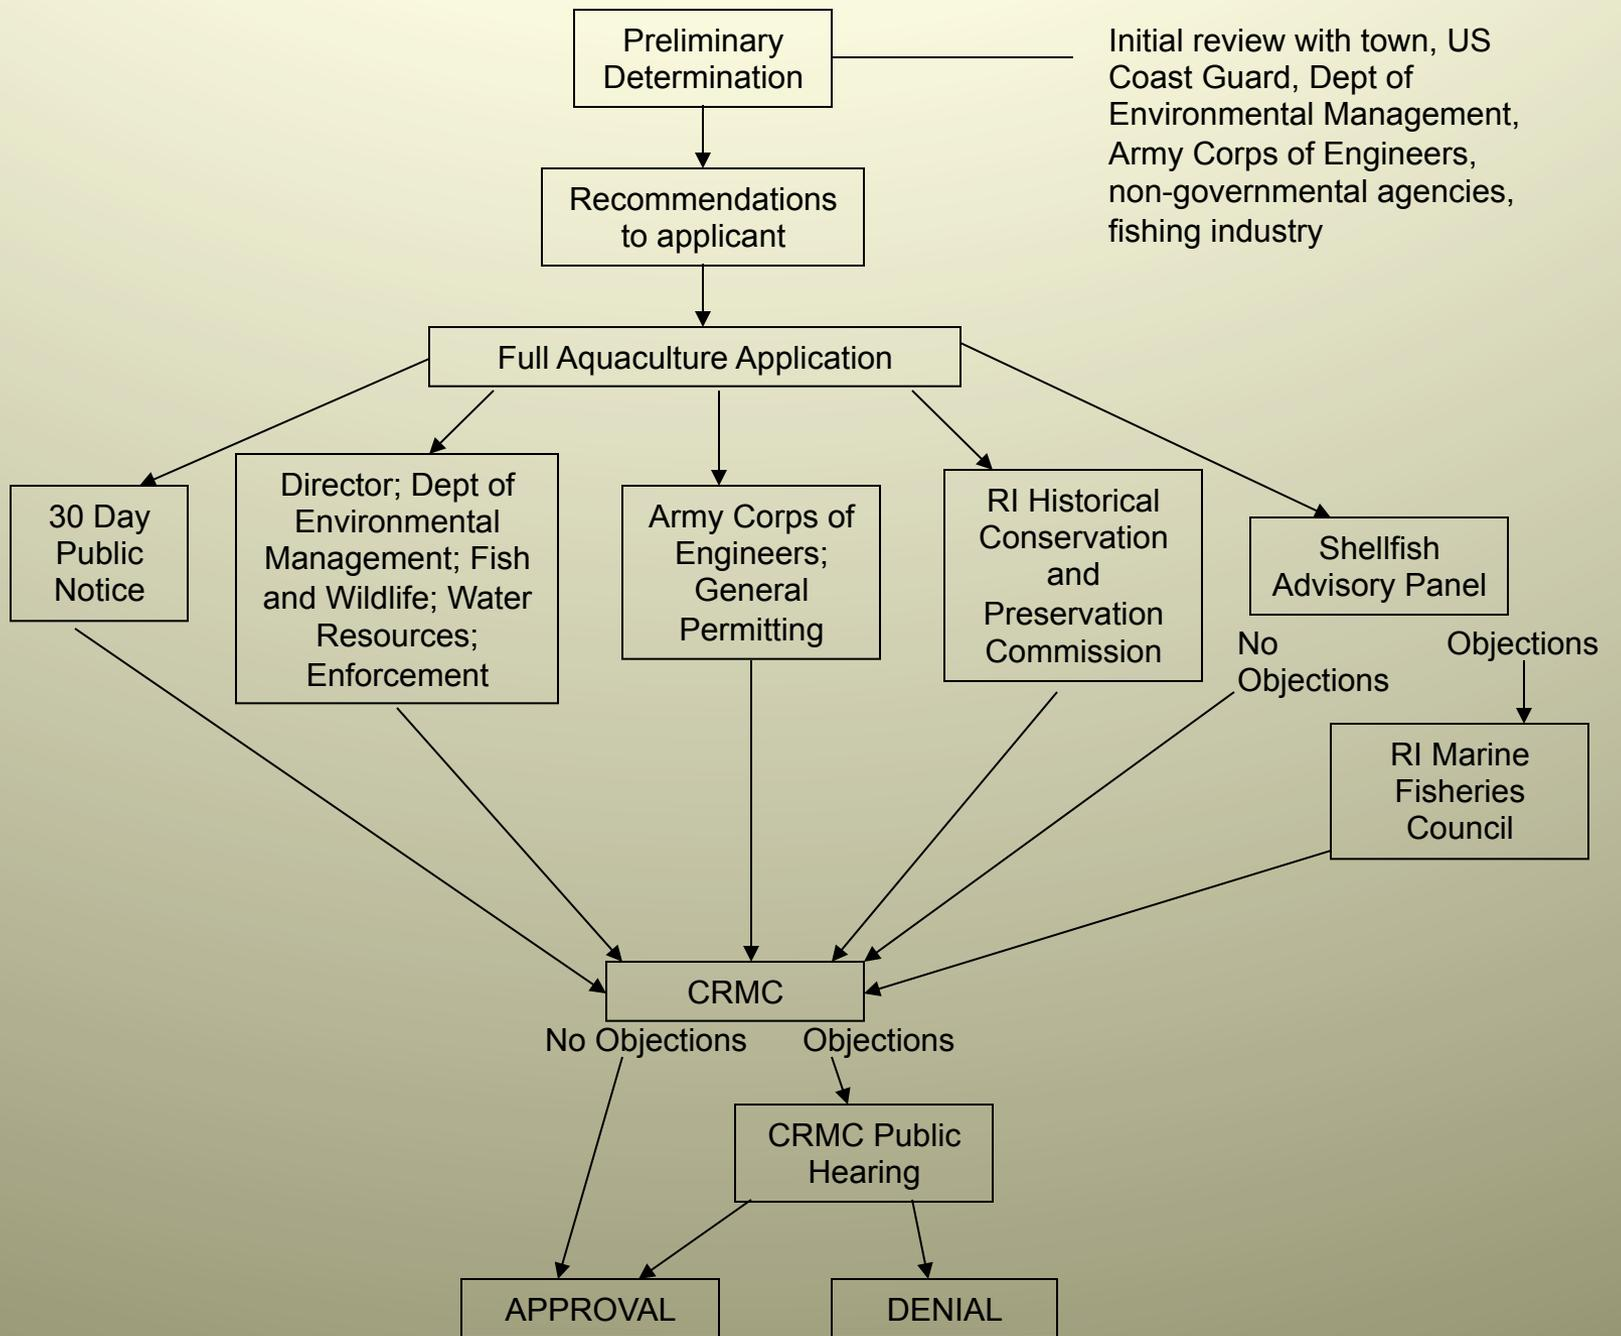 Preliminary
Determination
Initial review with town, US
Coast Guard, Dept of
Environmental Management,
Army Corps of Engineers,
non-governmental agencies,
fishing industry
Recommendations
to applicant
Full Aquaculture Application
30 Day
Public
Notice
Director; Dept of
Environmental
Management; Fish
and Wildlife; Water
Resources;
Enforcement
Army Corps of
Engineers;
General
Permitting
RI Historical
Conservation
and
Preservation
Commission
Shellfish
Advisory Panel
No
Objections
Objections
RI Marine
Fisheries
Council
CRMC
No Objections
Objections
CRMC Public
Hearing
APPROVAL
DENIAL